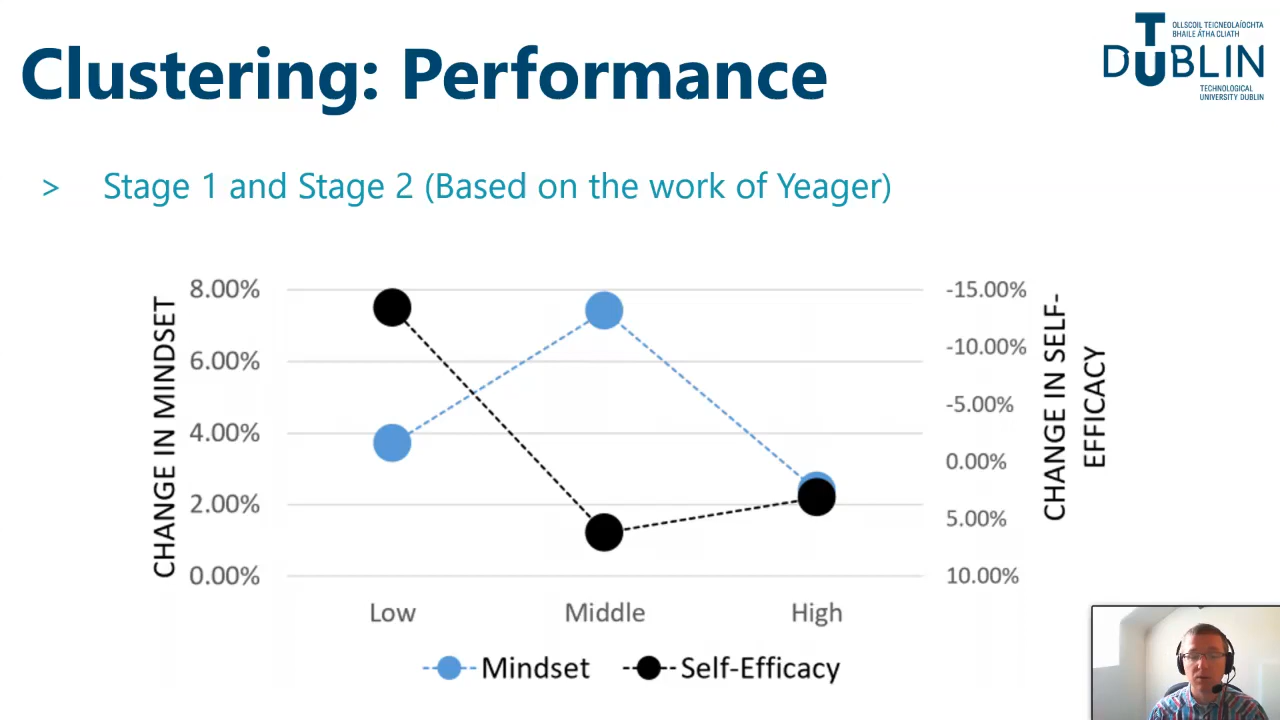 Clustering: Performance
OLLSCOIL TEICNEOLAÍOCHTA
BHAILE ÁTHA CLIATH
TU DUBLIN
TECHNOLOGICAL
UNIVERSITY DUBLIN
> Stage 1 and Stage 2 (Based on the work of Yeager)
CHANGE IN MINDSET
8.00%
6.00%
4.00%
2.00%
0.00%
-15.00%
-10.00%
-5.00%
0.00%
5.00%
10.00%
CHANGE IN SELF-
EFFICACY
Low Middle High
Mindset Self-Efficacy